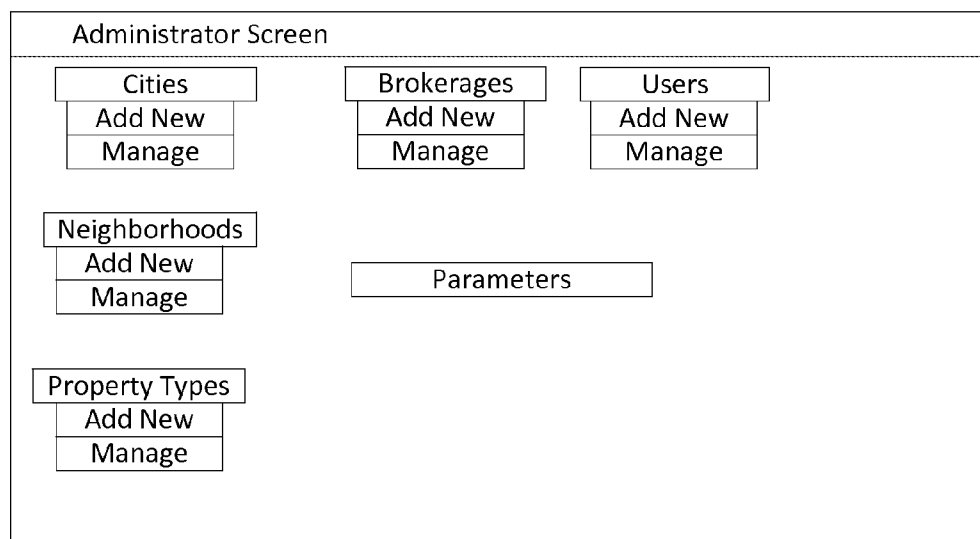 Administrator Screen
Cities
Add New
Manage
Brokerages
Add New
Manage
Users
Add New
Manage
Neighborhoods
Add New
Manage
Parameters
Property Types
Add New
Manage